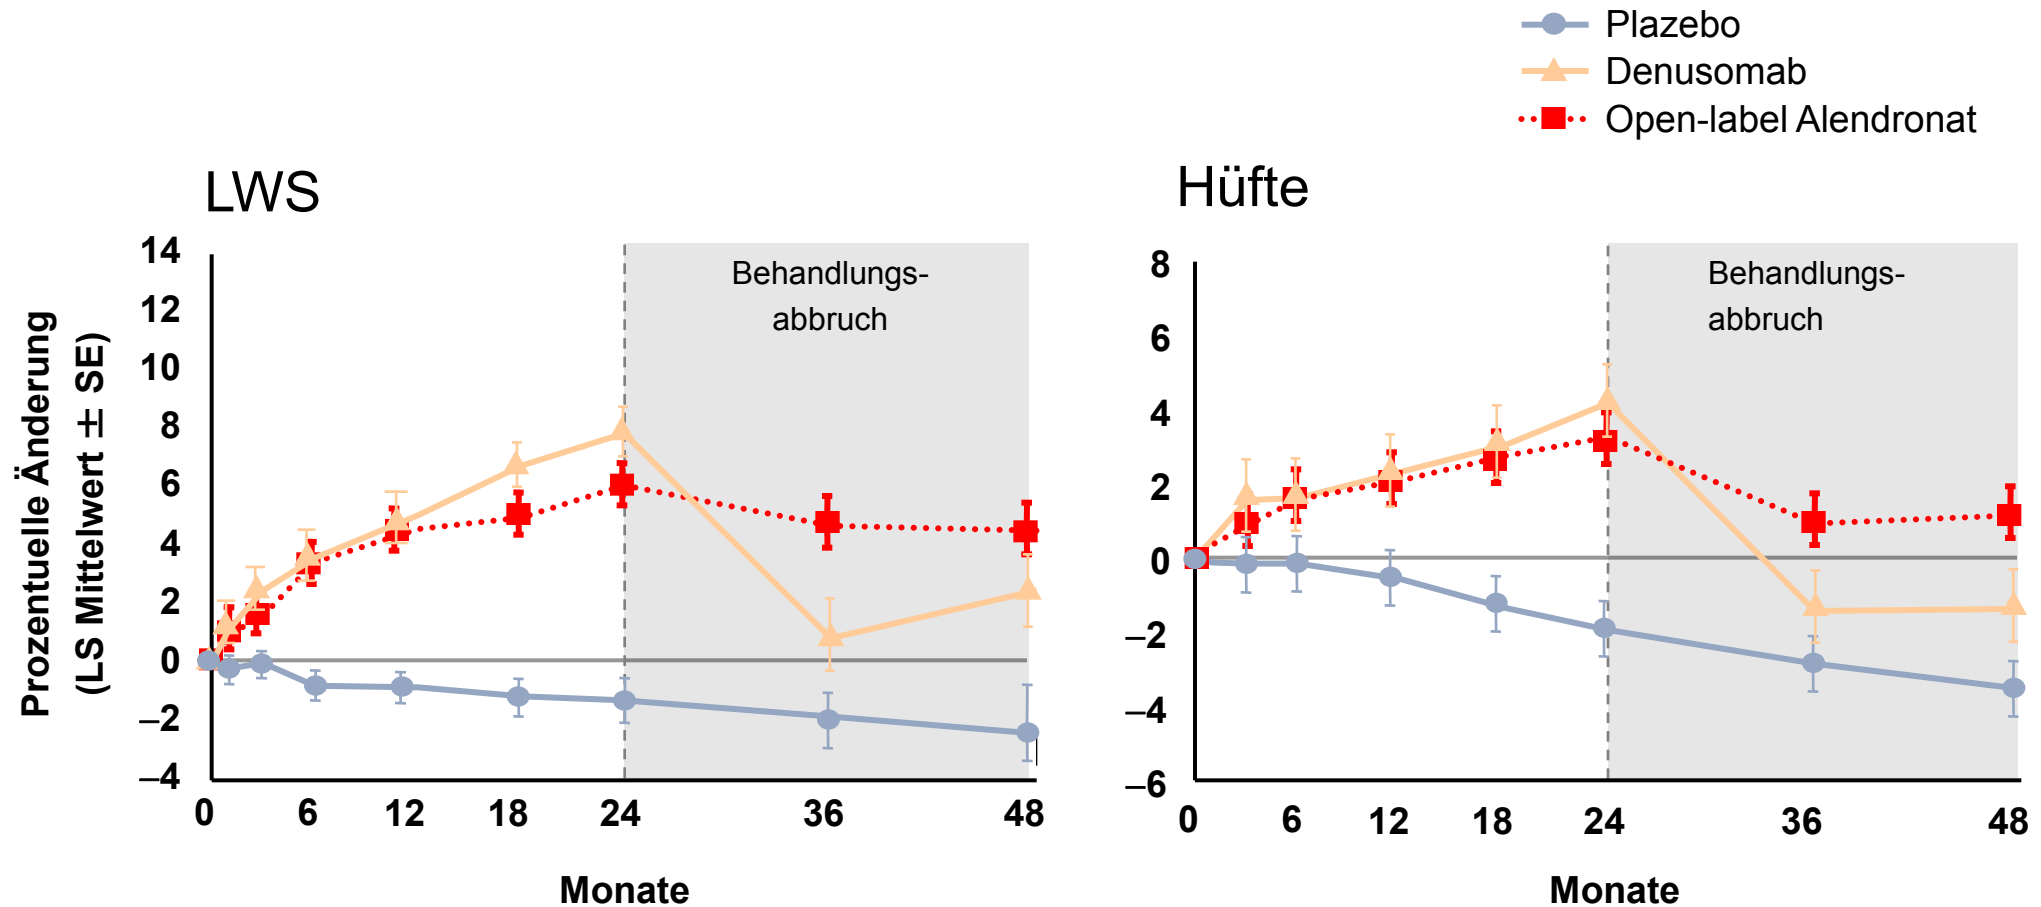 Plazebo
Denusomab
Open-label Alendronat
LWS
Prozentuelle Änderung
(LS Mittelwert ± SE)
14
12
10
8
6
4
2
0
–2
–4
Behandlungs-
abbruch
0 6 12 18 24 36 48
Monate
Hüfte
8
6
4
2
0
–2
–4
–6
Behandlungs-
abbruch
0 6 12 18 24 36 48
Monate